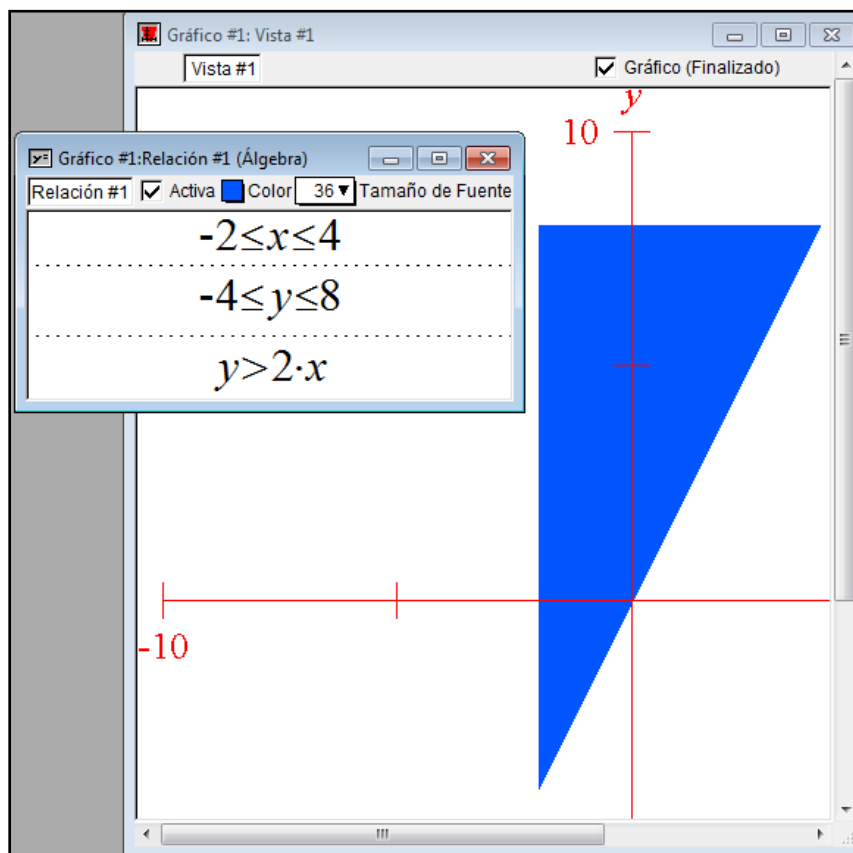 Gráfico #1: Vista #1
Vista #1 Gráfico (Finalizado)
y
10
Gráfico #1:Relación #1 (Álgebra)
Relación #1 Activa Color 36 Tamaño de Fuente
-2≤x≤4
-4≤y≤8
y>2·x
-10